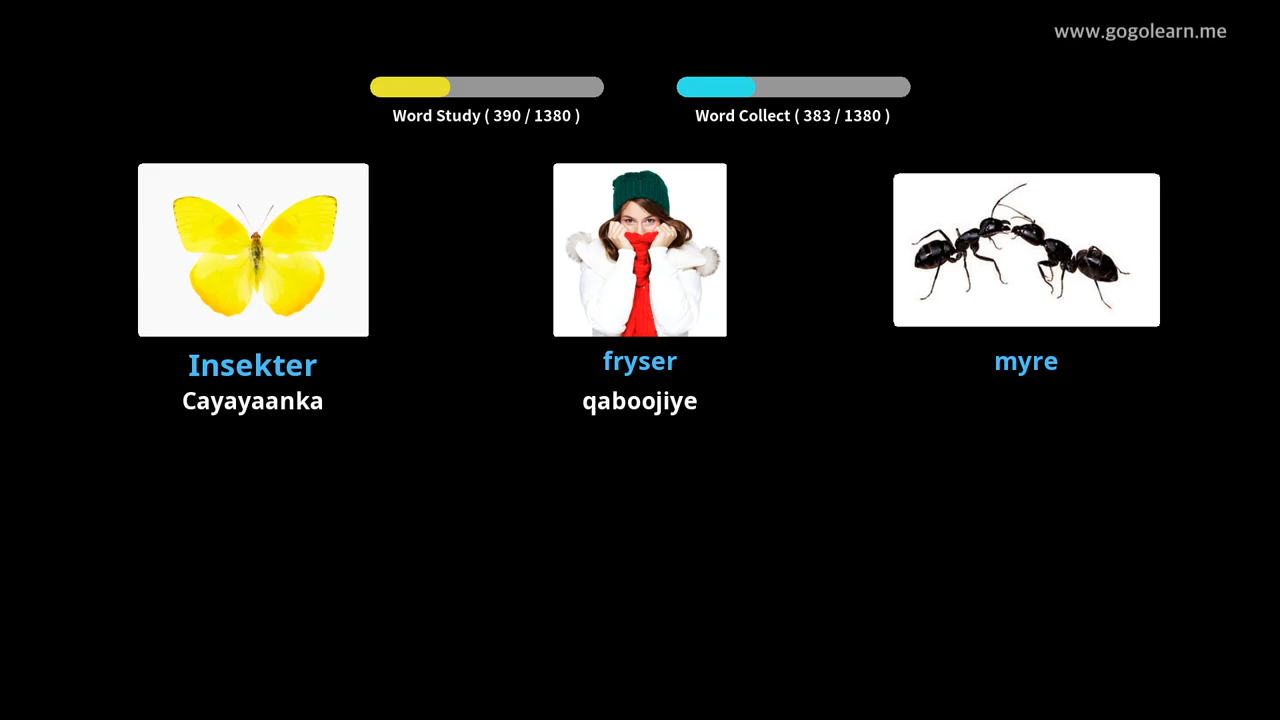 www.gogolearn.me
Word Study ( 390 / 1380 )
Word Collect ( 383 / 1380 )
Insekter
Cayayaanka
fryser
qaboojiye
myre